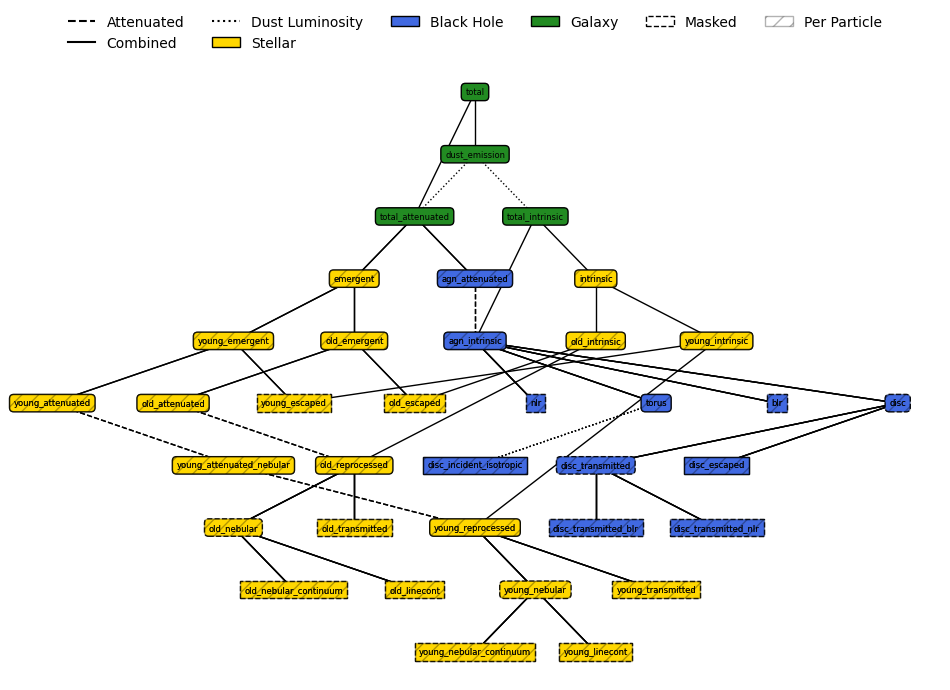 Attenuated Dust Luminosity Black Hole Galaxy Masked Per Particle
Combined Stellar
total
dust_emission
total_attenuated total_intrinsic
emergent agn_attenuated intrinsic
young_emergent old_emergent agn_intrinsic old_intrinsic young_intrinsic
young_attenuated old_attenuated young_escaped old_escaped nlr torus blr disc
young_attenuated_nebular old_reprocessed disc_incident_isotropic disc_transmitted disc_escaped
old_nebular old_transmitted young_reprocessed disc_transmitted_blr disc_transmitted_nlr
old_nebular_continuum old_linecont young_nebular young_transmitted
young_nebular_continuum young_linecont